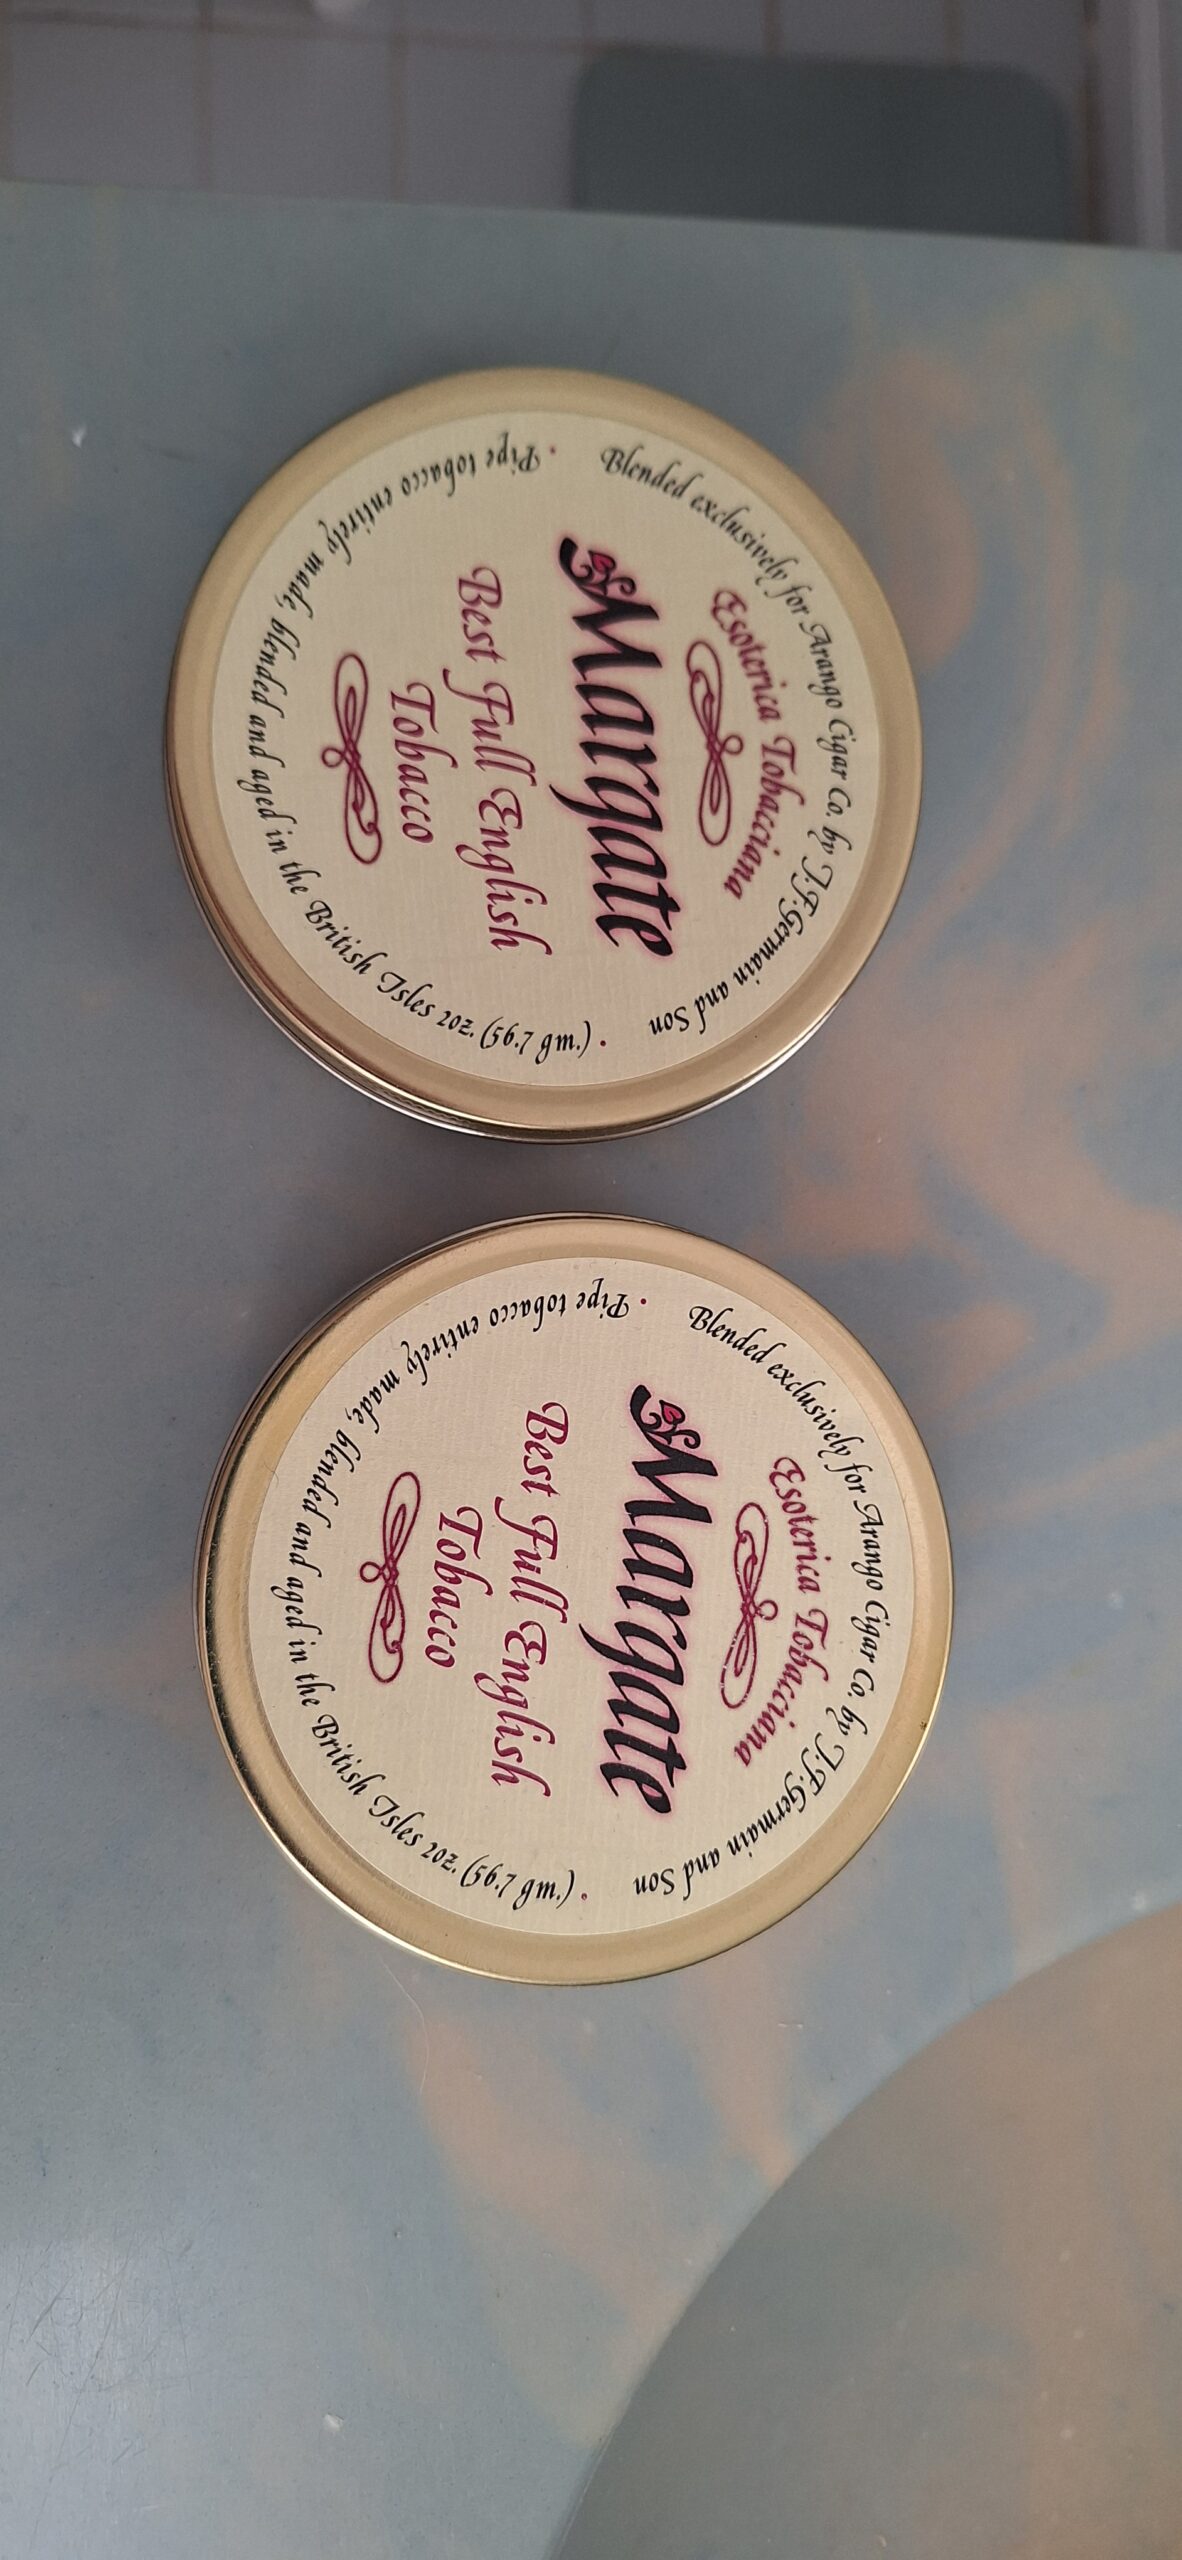 Blended exclusively for Arango Cigar Co. by J.F.Germain and Son
Esoterica Tobacciana
Margate
Best Full English
Tobacco
• Pipe tobacco entirely made, blended and aged in the British Isles 2oz. (56.7 gm.) •
Blended exclusively for Arango Cigar Co. by J.F.Germain and Son
Esoterica Tobacciana
Margate
Best Full English
Tobacco
• Pipe tobacco entirely made, blended and aged in the British Isles 2oz. (56.7 gm.) •